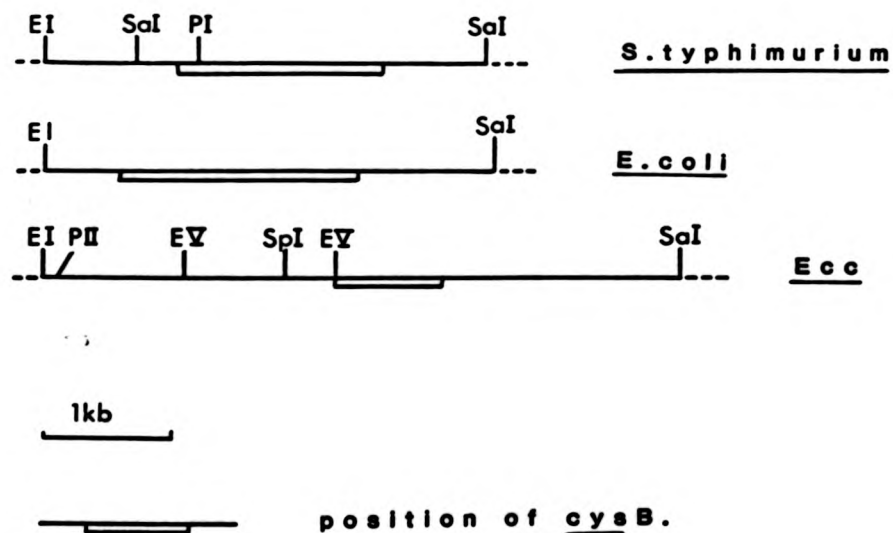 EI SaI PI SaI
S.typhimurium
EI SaI
E.coli
EI PII EV SpI EV SaI
Ecc
1kb
position of cysB.